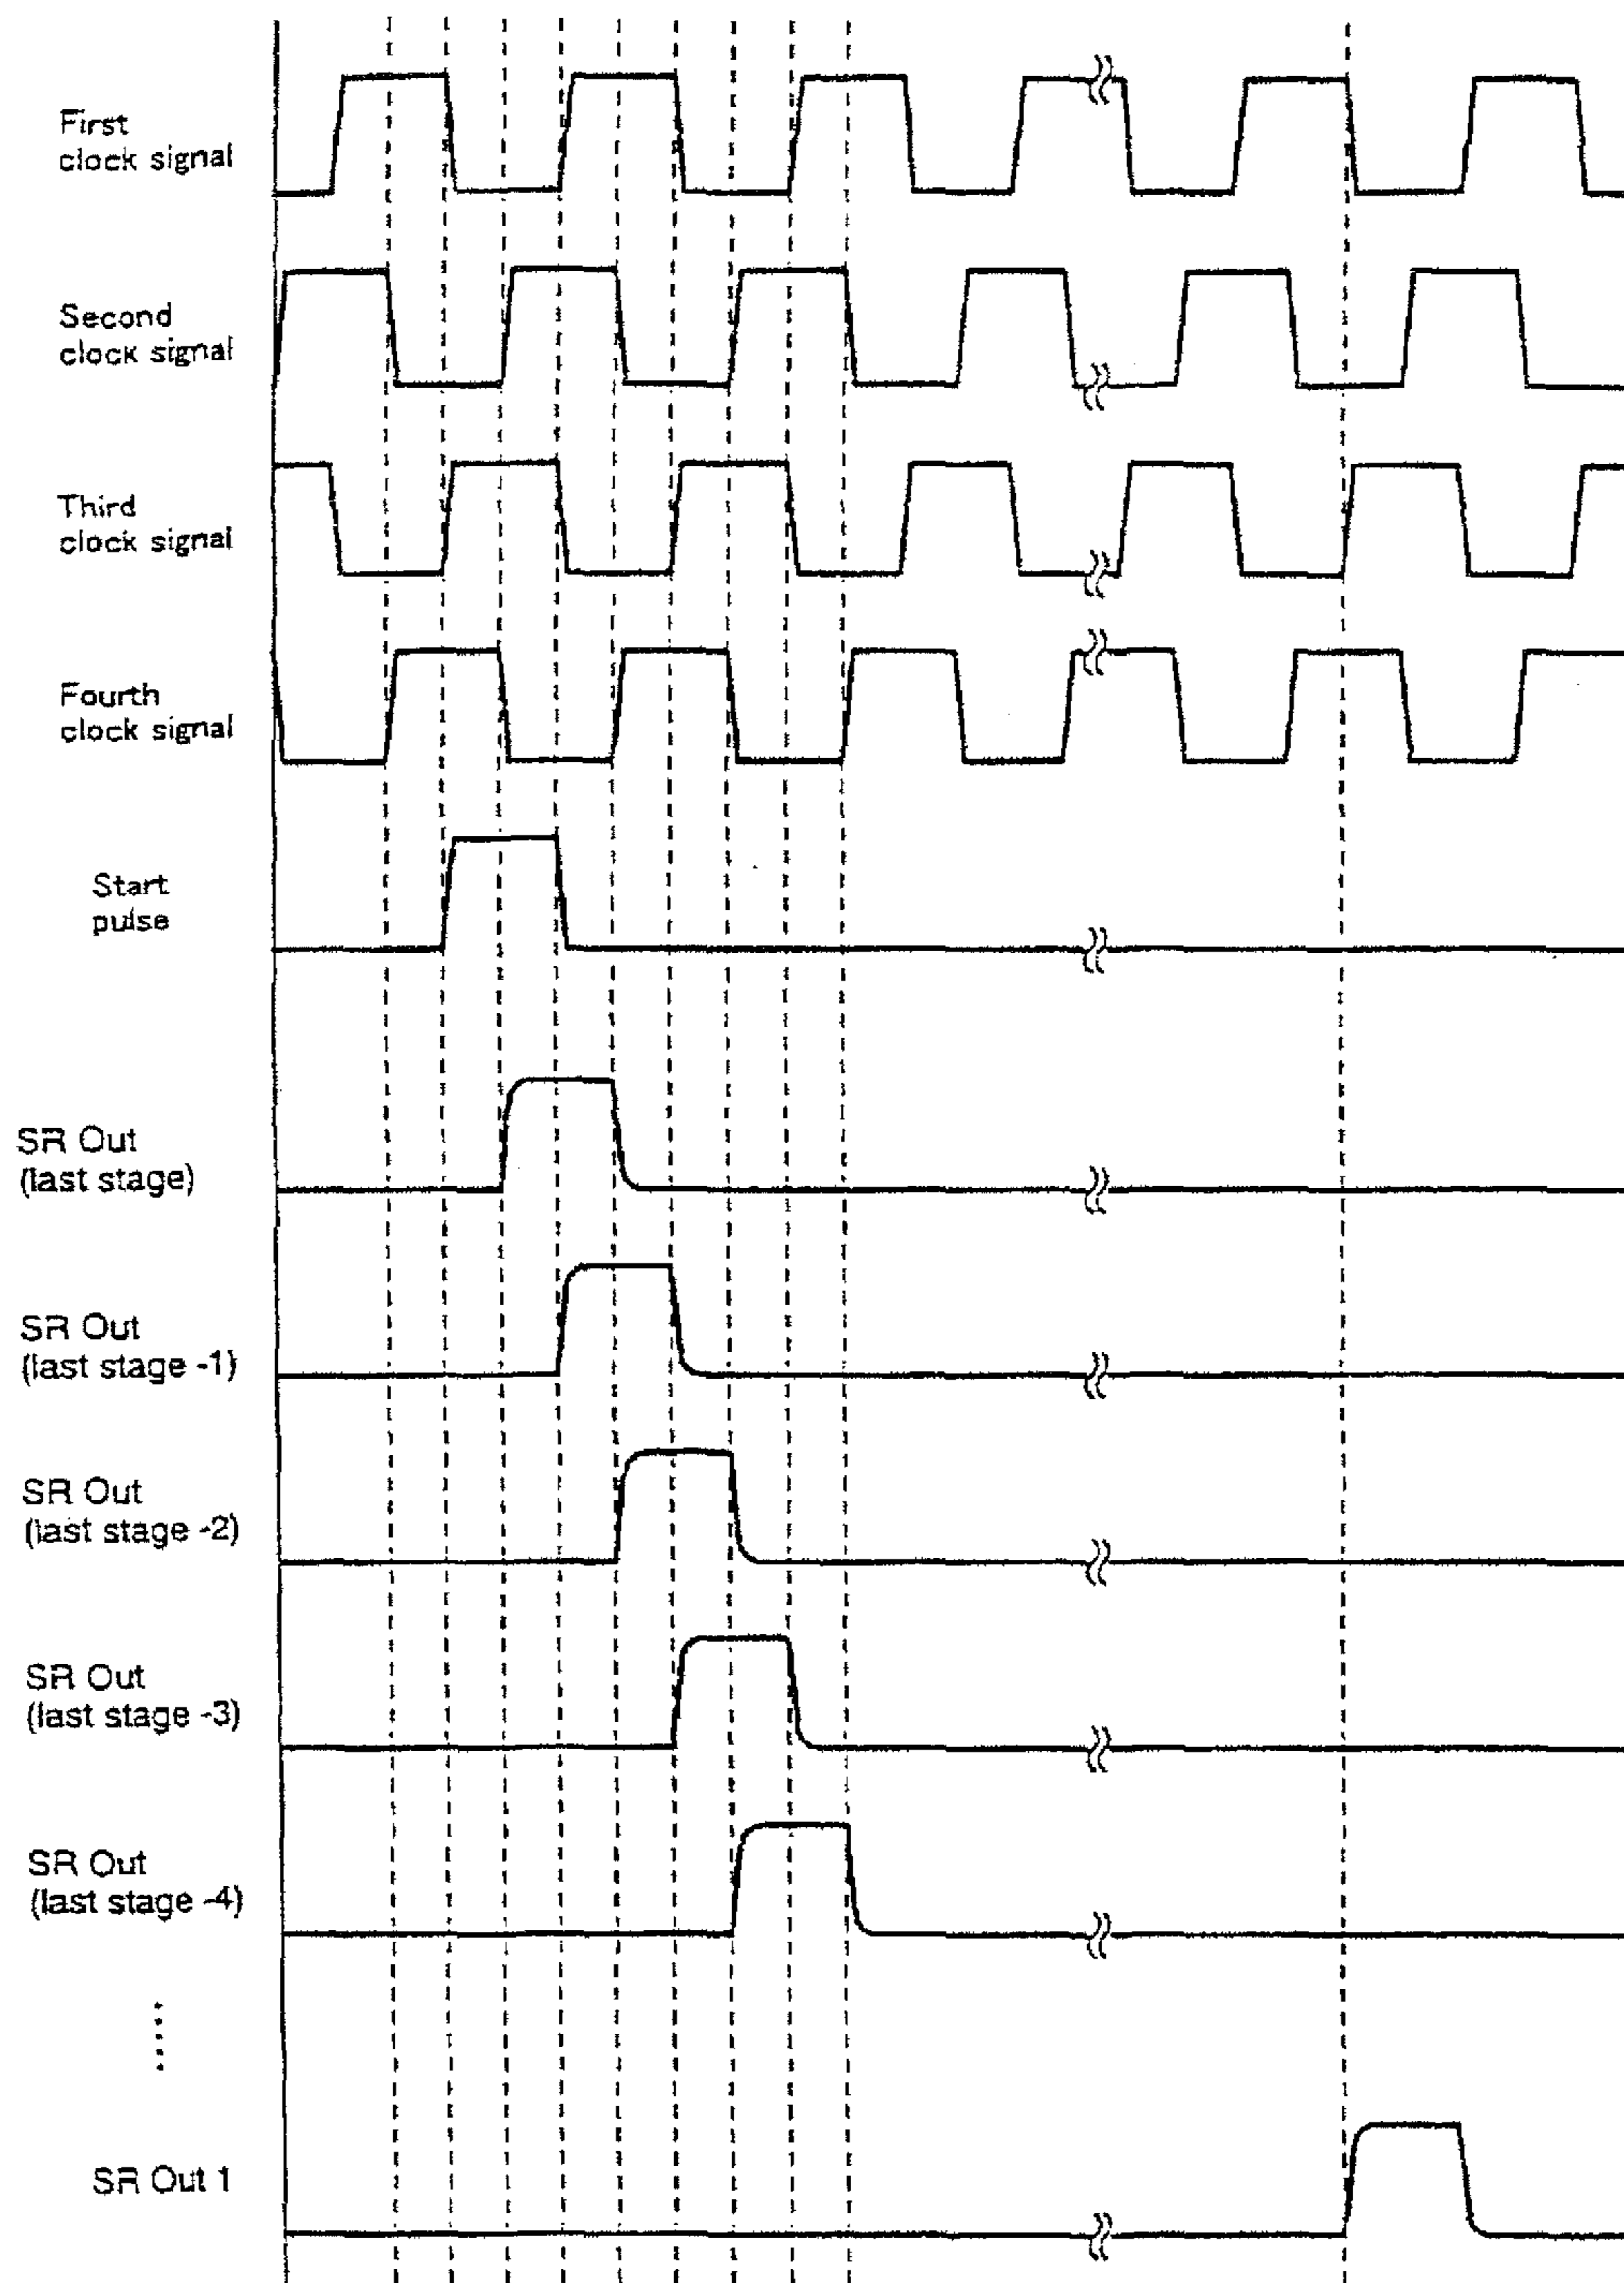 First
clock signal
Second
clock signal
Third
clock signal
Fourth
clock signal
Start
pulse
SR Out
(last stage)
SR Out
(last stage -1)
SR Out
(last stage -2)
SR Out
(last stage -3)
SR Out
(last stage -4)
SR Out 1